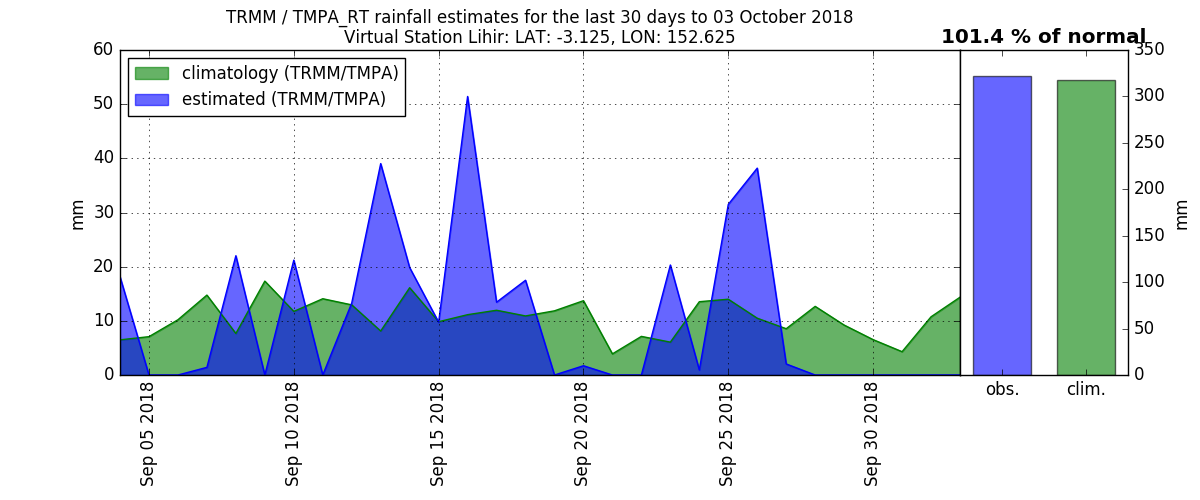 TRMM / TMPA_RT rainfall estimates for the last 30 days to 03 October 2018
Virtual Station Lihir: LAT: -3.125, LON: 152.625
101.4 % of normal
climatology (TRMM/TMPA)
estimated (TRMM/TMPA)
60
50
40
30
20
10
0
mm
Sep 05 2018
Sep 10 2018
Sep 15 2018
Sep 20 2018
Sep 25 2018
Sep 30 2018
350
300
250
200
150
100
50
0
mm
obs.
clim.